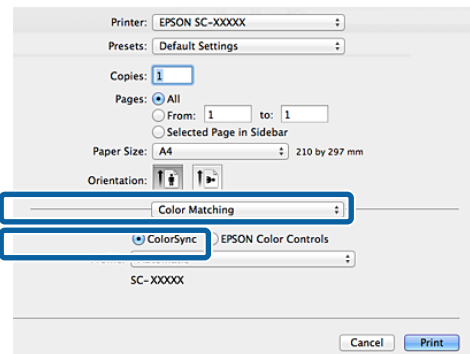 Printer: EPSON SC-XXXXX
Presets: Default Settings
Copies: 1
Pages: All
From: 1 to: 1
Selected Page in Sidebar
Paper Size: A4 210 by 297 mm
Orientation:
Color Matching
ColorSync EPSON Color Controls
SC-XXXXX
Cancel Print